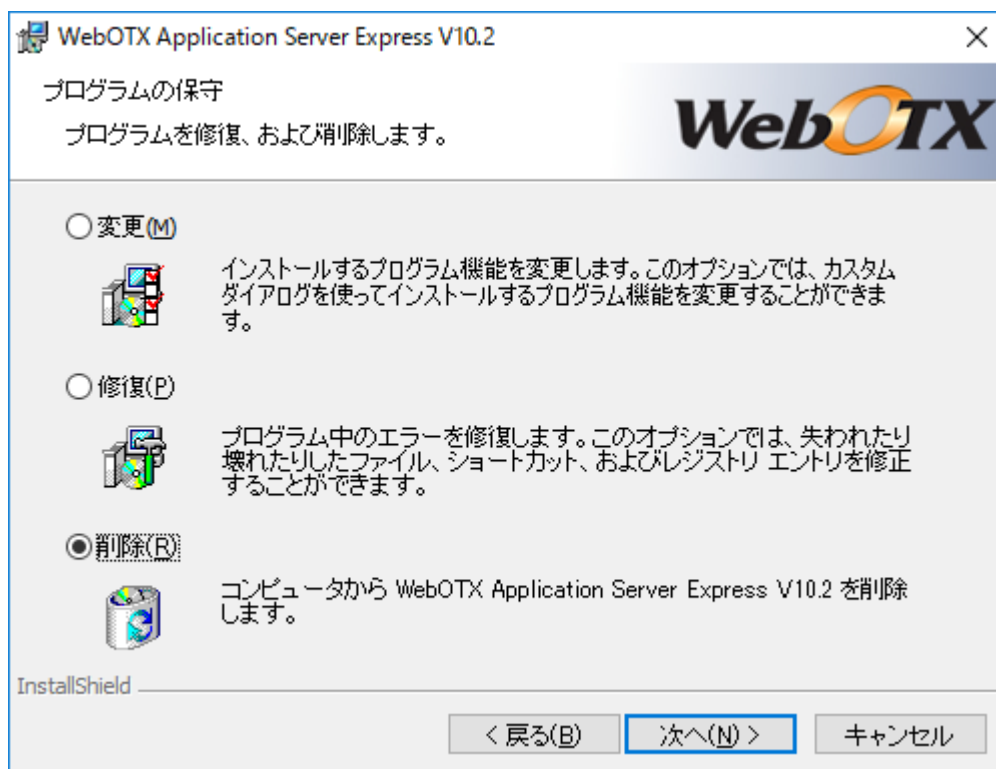 WebOTX Application Server Express V10.2
プログラムの保守
プログラムを修復、および削除します。
WebOTX
変更(M)
インストールするプログラム機能を変更します。このオプションでは、カスタム
ダイアログを使ってインストールするプログラム機能を変更することができま
す。
修復(P)
プログラム中のエラーを修復します。このオプションでは、失われたり
壊れたりしたファイル、ショートカット、およびレジストリ エントリを修正
することができます。
削除(R)
コンピュータから WebOTX Application Server Express V10.2 を削除
します。
InstallShield
< 戻る(B)
次へ(N) >
キャンセル